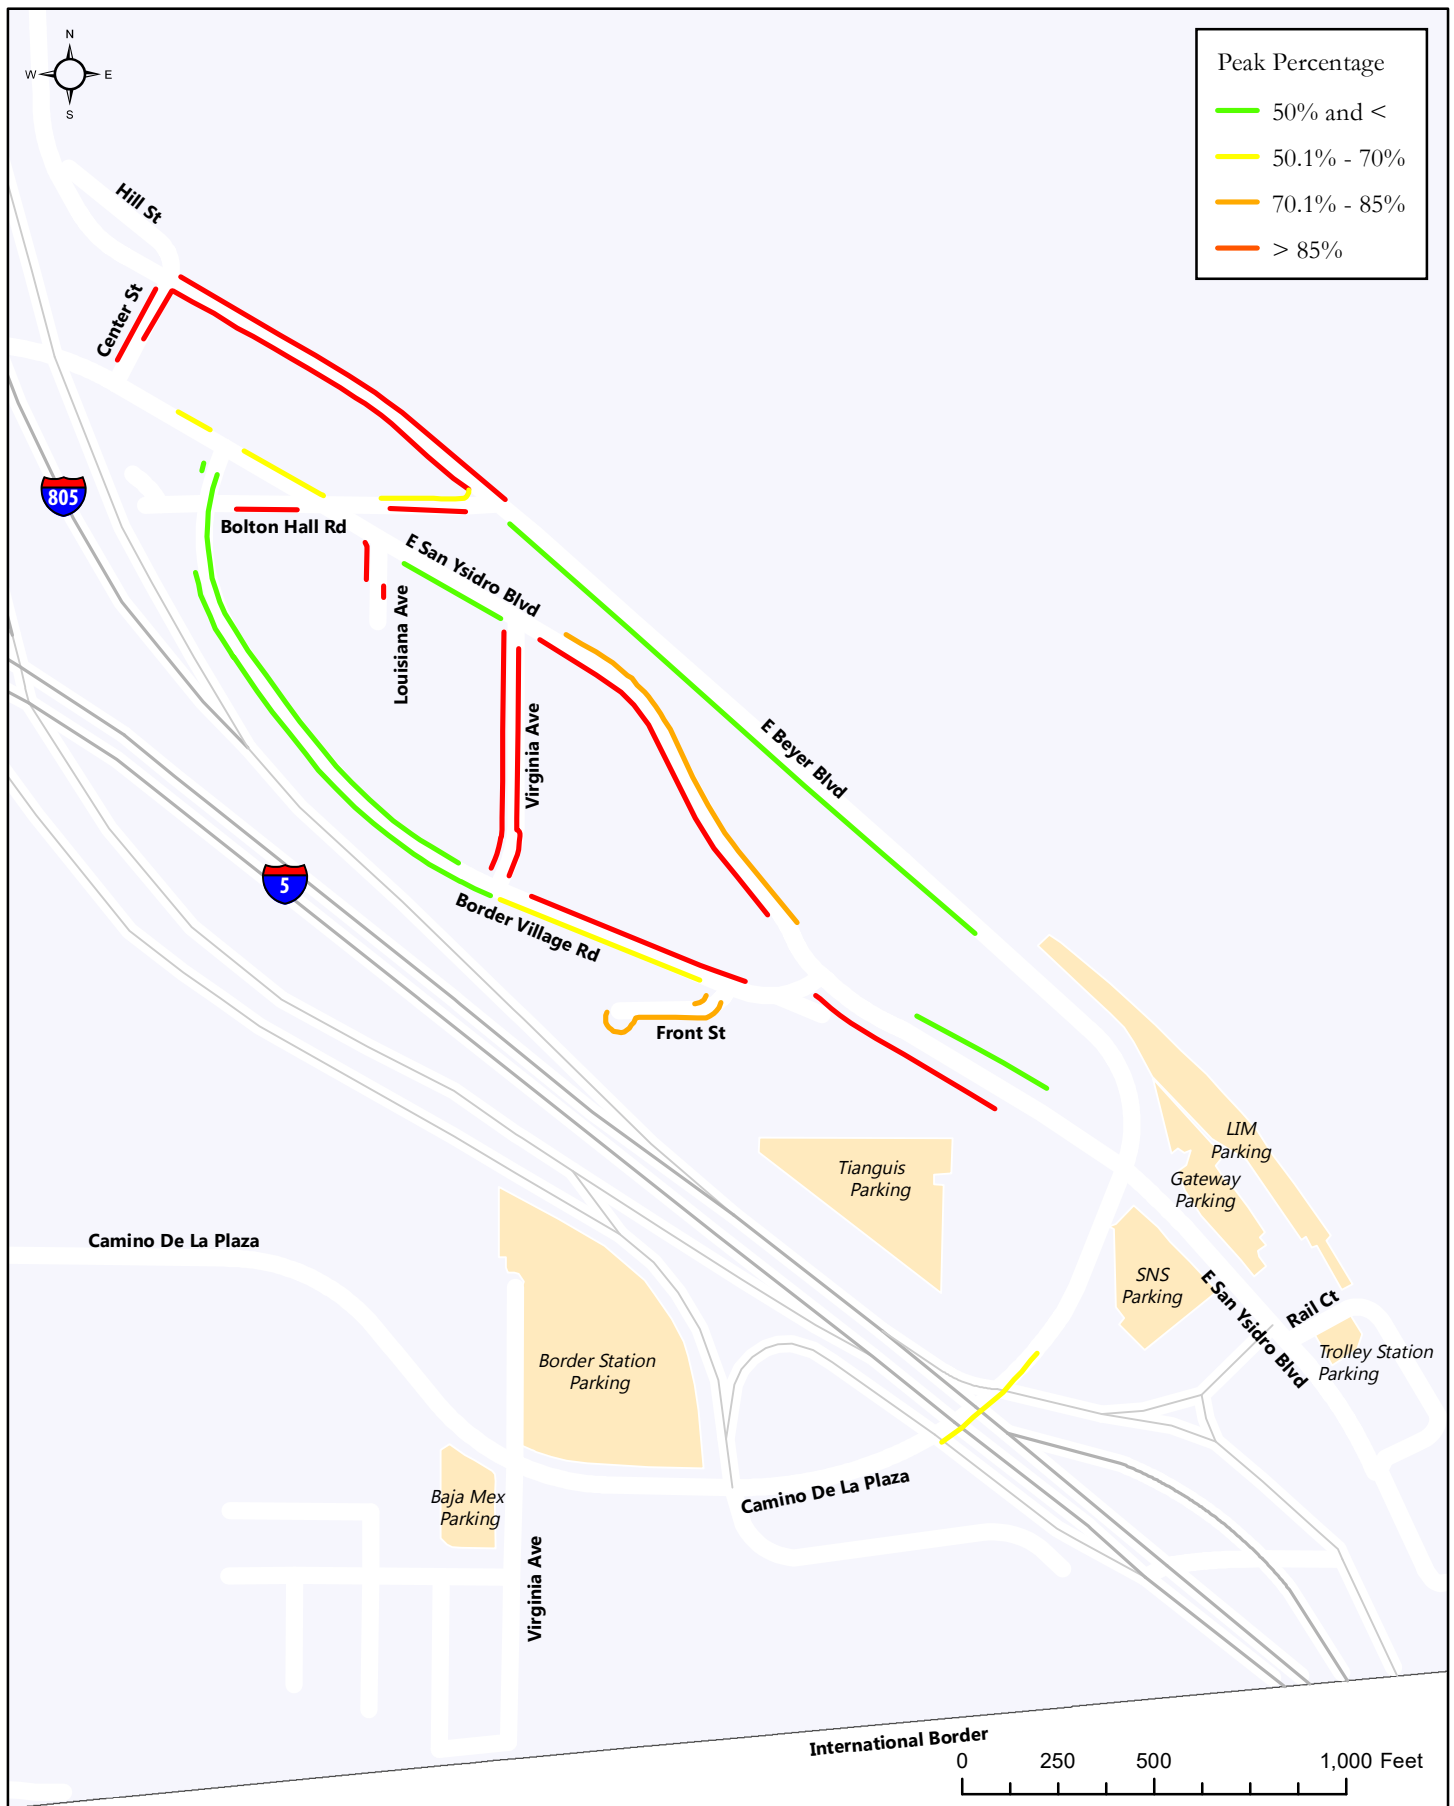 N
W
E
S
Peak Percentage
50% and <
50.1% - 70%
70.1% - 85%
> 85%
Hill St
Center St
805
Bolton Hall Rd
E San Ysidro Blvd
Louisiana Ave
Virginia Ave
E Beyer Blvd
5
Border Village Rd
Front St
LIM
Parking
Tianguis
Parking
Gateway
Parking
Camino De La Plaza
SNS
Parking
E San Ysidro Blvd
Rail Ct
Trolley Station
Parking
Border Station
Parking
Baja Mex
Parking
Camino De La Plaza
Virginia Ave
International Border
0 250 500 1,000 Feet